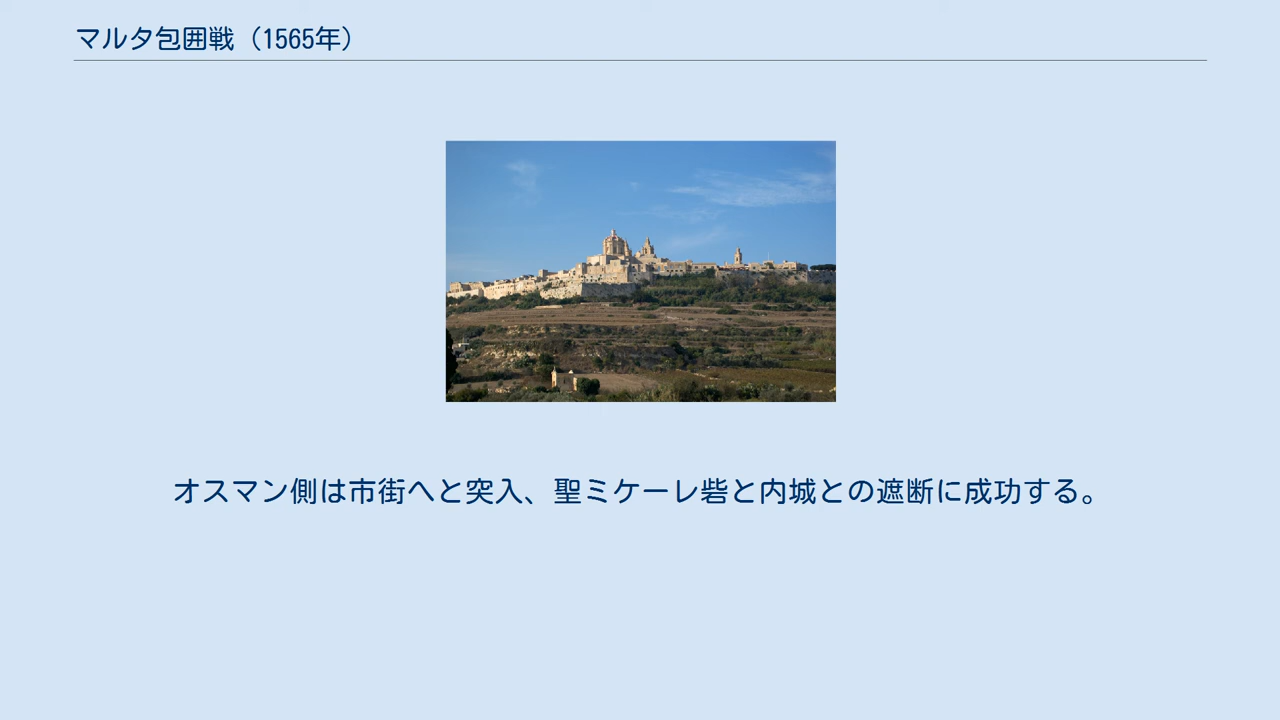 マルタ包囲戦（1565年）
オスマン側は市街へと突入、聖ミケーレ砦と内城との遮断に成功する。